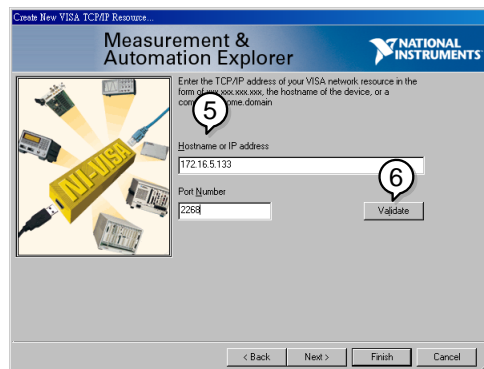 Create New VISA TCP/IP Resource...
Measurement &
Automation Explorer
NATIONAL
INSTRUMENTS
Enter the TCP/IP address of your VISA network resource in the
form of xxx.xxx.xxx.xxx, the hostname of the device, or a
5
Hostname or IP address
172.16.5.133
6
Port Number
2268
Validate
NI-VISA
< Back
Next >
Finish
Cancel